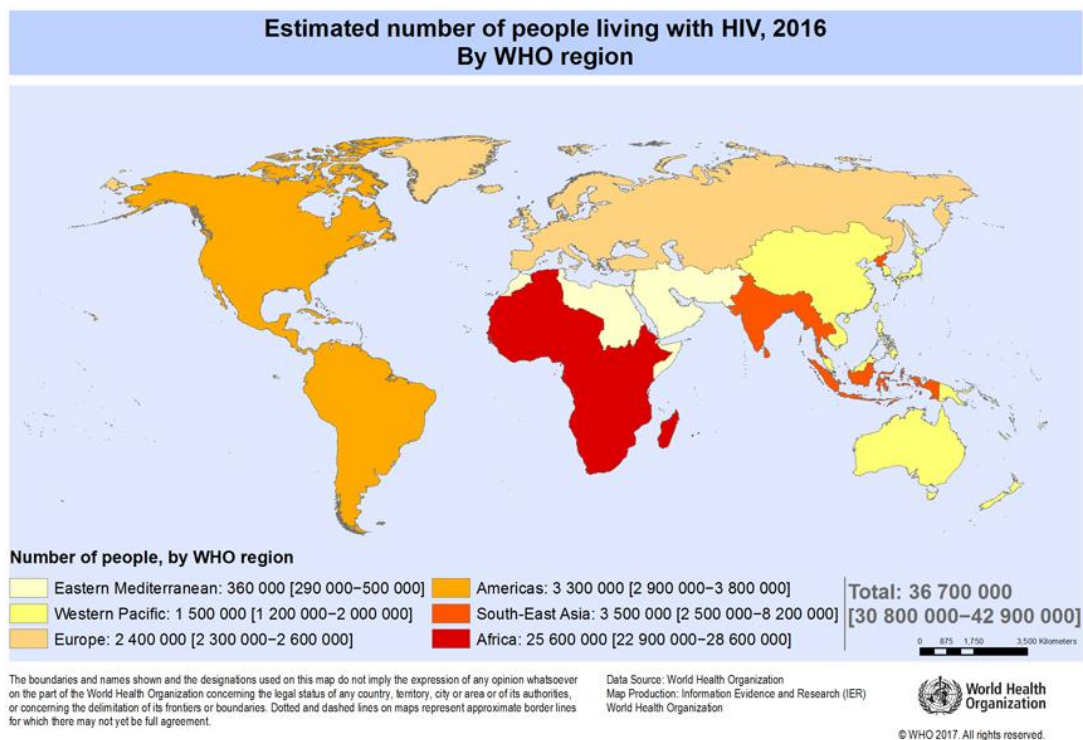 Estimated number of people living with HIV, 2016
By WHO region
Number of people, by WHO region
Eastern Mediterranean: 360 000 [290 000–500 000]
Western Pacific: 1 500 000 [1 200 000–2 000 000]
Europe: 2 400 000 [2 300 000–2 600 000]
Americas: 3 300 000 [2 900 000–3 800 000]
South-East Asia: 3 500 000 [2 500 000–8 200 000]
Africa: 25 600 000 [22 900 000–28 600 000]
Total: 36 700 000
[30 800 000–42 900 000]
0 875 1,750 3,500 Kilometers
The boundaries and names shown and the designations used on this map do not imply the expression of any opinion whatsoever
on the part of the World Health Organization concerning the legal status of any country, territory, city or area or of its authorities,
or concerning the delimitation of its frontiers or boundaries. Dotted and dashed lines on maps represent approximate border lines
for which there may not yet be full agreement.
Data Source: World Health Organization
Map Production: Information Evidence and Research (IER)
World Health Organization
World Health
Organization
© WHO 2017. All rights reserved.